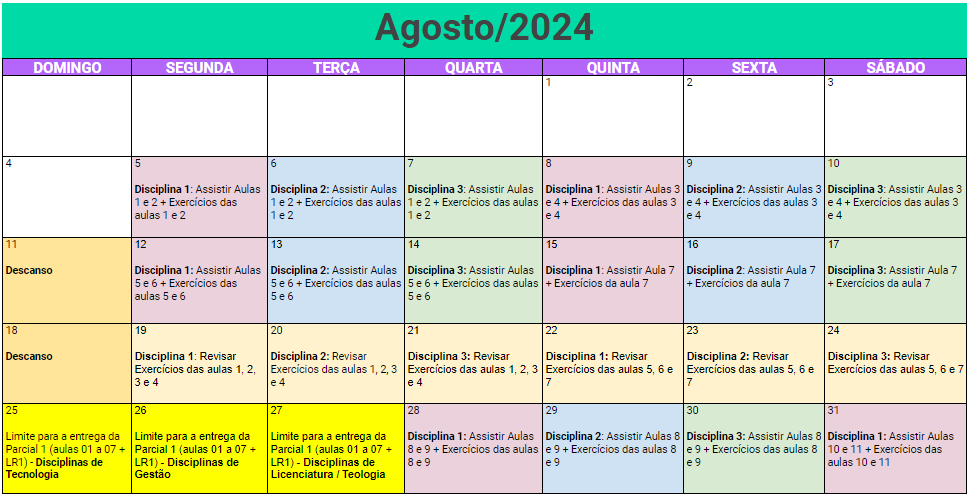 Agosto/2024
DOMINGO SEGUNDA TERÇA QUARTA QUINTA SEXTA SÁBADO
1
2
3
4
5
Disciplina 1: Assistir Aulas
1 e 2 + Exercícios das
aulas 1 e 2
6
Disciplina 2: Assistir Aulas
1 e 2 + Exercícios das aulas
1 e 2
7
Disciplina 3: Assistir Aulas
1 e 2 + Exercícios das aulas
1 e 2
8
Disciplina 1: Assistir Aulas 3
e 4 + Exercícios das aulas 3
e 4
9
Disciplina 2: Assistir Aulas 3
e 4 + Exercícios das aulas 3
e 4
10
Disciplina 3: Assistir Aulas 3
e 4 + Exercícios das aulas 3
e 4
11
Descanso
12
Disciplina 1: Assistir Aulas
5 e 6 + Exercícios das
aulas 5 e 6
13
Disciplina 2: Assistir Aulas
5 e 6 + Exercícios das aulas
5 e 6
14
Disciplina 3: Assistir Aulas
5 e 6 + Exercícios das aulas
5 e 6
15
Disciplina 1: Assistir Aula 7
+ Exercícios da aula 7
16
Disciplina 2: Assistir Aula 7
+ Exercícios da aula 7
17
Disciplina 3: Assistir Aula 7
+ Exercícios da aula 7
18
Descanso
19
Disciplina 1: Revisar
Exercícios das aulas 1, 2,
3 e 4
20
Disciplina 2: Revisar
Exercícios das aulas 1, 2, 3
e 4
21
Disciplina 3: Revisar
Exercícios das aulas 1, 2, 3
e 4
22
Disciplina 1: Revisar
Exercícios das aulas 5, 6 e
7
23
Disciplina 2: Revisar
Exercícios das aulas 5, 6 e
7
24
Disciplina 3: Revisar
Exercícios das aulas 5, 6 e 7
25
Limite para a entrega da
Parcial 1 (aulas 01 a 07 +
LR1) - Disciplinas de
Tecnologia
26
Limite para a entrega da
Parcial 1 (aulas 01 a 07 +
LR1) - Disciplinas de
Gestão
27
Limite para a entrega da
Parcial 1 (aulas 01 a 07 +
LR1) - Disciplinas de
Licenciatura / Teologia
28
Disciplina 1: Assistir Aulas
8 e 9 + Exercícios das aulas
8 e 9
29
Disciplina 2: Assistir Aulas 8
e 9 + Exercícios das aulas 8
e 9
30
Disciplina 3: Assistir Aulas 8
e 9 + Exercícios das aulas 8
e 9
31
Disciplina 1: Assistir Aulas
10 e 11 + Exercícios das
aulas 10 e 11